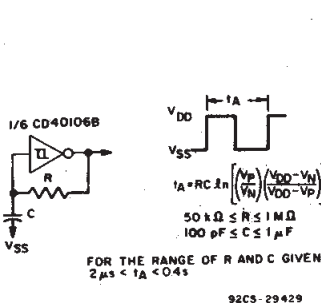 tA
VDD
1/6 CD40106B
VSS
R
tA = RC ℓn [(VP/VN)(VDD-VN/VDD-VP)]
C
50 kΩ ≤ R ≤ 1 MΩ
100 pF ≤ C ≤ 1 μF
VSS
FOR THE RANGE OF R AND C GIVEN
2μs < tA < 0.4s
92CS-29429